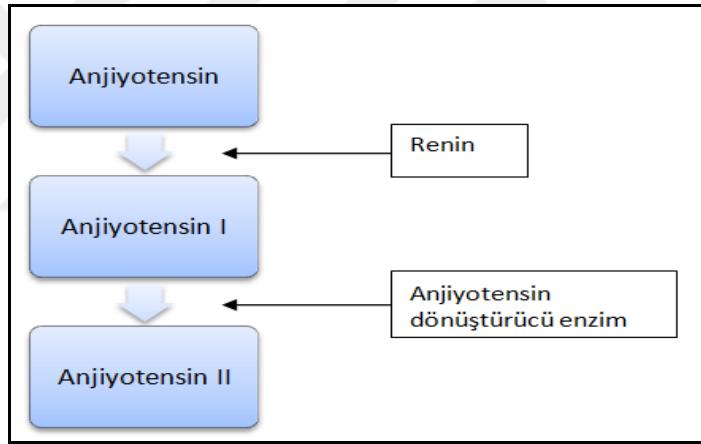 Anjiyotensin
Renin
Anjiyotensin I
Anjiyotensin
dönüştürücü enzim
Anjiyotensin II